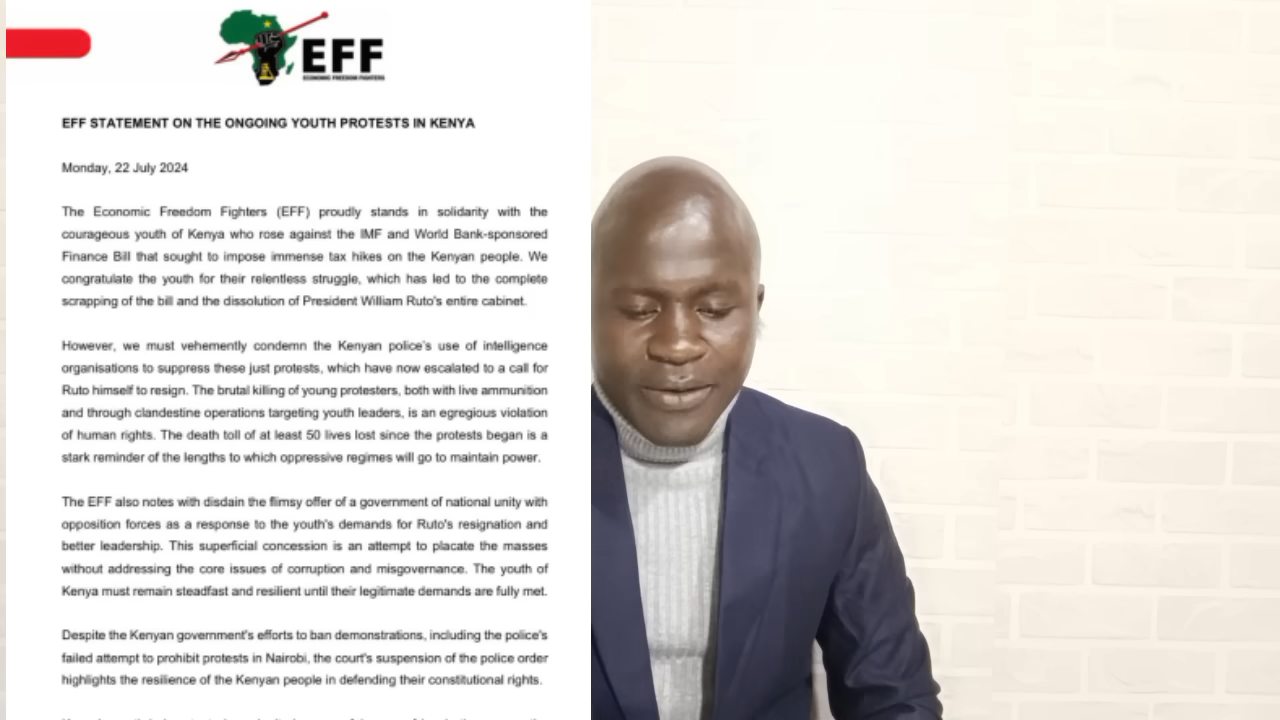 EFF
ECONOMIC FREEDOM FIGHTERS
EFF STATEMENT ON THE ONGOING YOUTH PROTESTS IN KENYA
Monday, 22 July 2024
The Economic Freedom Fighters (EFF) proudly stands in solidarity with the
courageous youth of Kenya who rose against the IMF and World Bank-sponsored
Finance Bill that sought to impose immense tax hikes on the Kenyan people. We
congratulate the youth for their relentless struggle, which has led to the complete
scrapping of the bill and the dissolution of President William Ruto's entire cabinet.
However, we must vehemently condemn the Kenyan police's use of intelligence
organisations to suppress these just protests, which have now escalated to a call for
Ruto himself to resign. The brutal killing of young protesters, both with live ammunition
and through clandestine operations targeting youth leaders, is an egregious violation
of human rights. The death toll of at least 50 lives lost since the protests began is a
stark reminder of the lengths to which oppressive regimes will go to maintain power.
The EFF also notes with disdain the flimsy offer of a government of national unity with
opposition forces as a response to the youth's demands for Ruto's resignation and
better leadership. This superficial concession is an attempt to placate the masses
without addressing the core issues of corruption and misgovernance. The youth of
Kenya must remain steadfast and resilient until their legitimate demands are fully met.
Despite the Kenyan government's efforts to ban demonstrations, including the police's
failed attempt to prohibit protests in Nairobi, the court's suspension of the police order
highlights the resilience of the Kenyan people in defending their constitutional rights.